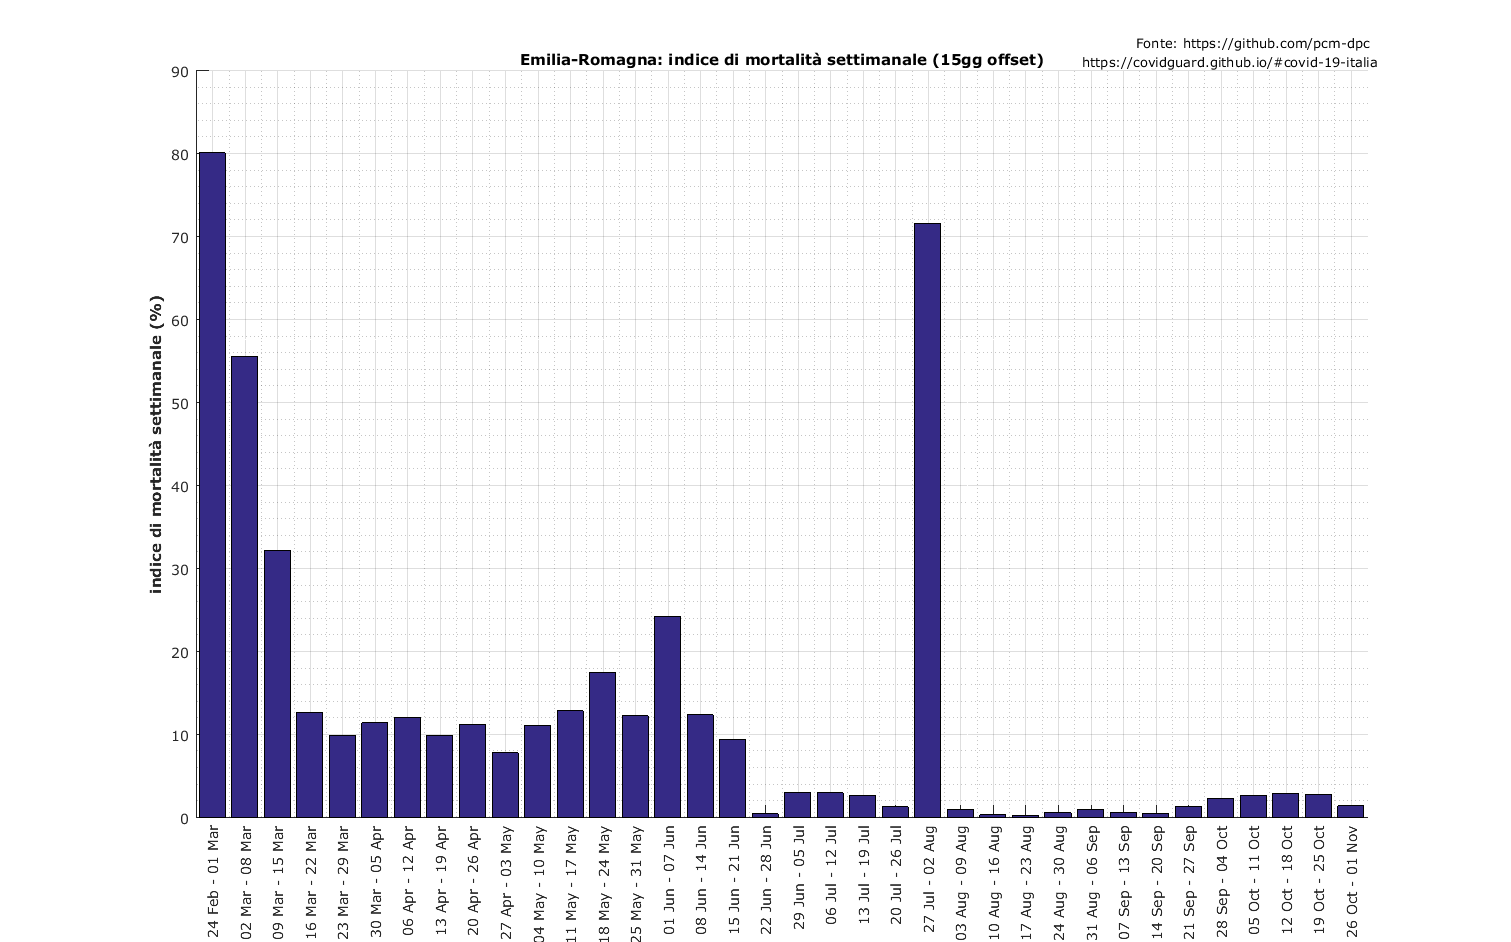 Fonte: https://github.com/pcm-dpc
https://covidguard.github.io/#covid-19-italia
Emilia-Romagna: indice di mortalità settimanale (15gg offset)
indice di mortalità settimanale (%)
90
80
70
60
50
40
30
20
10
0
24 Feb - 01 Mar
02 Mar - 08 Mar
09 Mar - 15 Mar
16 Mar - 22 Mar
23 Mar - 29 Mar
30 Mar - 05 Apr
06 Apr - 12 Apr
13 Apr - 19 Apr
20 Apr - 26 Apr
27 Apr - 03 May
04 May - 10 May
11 May - 17 May
18 May - 24 May
25 May - 31 May
01 Jun - 07 Jun
08 Jun - 14 Jun
15 Jun - 21 Jun
22 Jun - 28 Jun
29 Jun - 05 Jul
06 Jul - 12 Jul
13 Jul - 19 Jul
20 Jul - 26 Jul
27 Jul - 02 Aug
03 Aug - 09 Aug
10 Aug - 16 Aug
17 Aug - 23 Aug
24 Aug - 30 Aug
31 Aug - 06 Sep
07 Sep - 13 Sep
14 Sep - 20 Sep
21 Sep - 27 Sep
28 Sep - 04 Oct
05 Oct - 11 Oct
12 Oct - 18 Oct
19 Oct - 25 Oct
26 Oct - 01 Nov